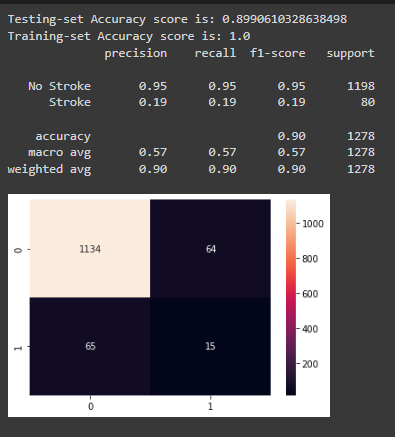 Testing-set Accuracy score is: 0.8990610328638498
Training-set Accuracy score is: 1.0
precision recall f1-score support
No Stroke 0.95 0.95 0.95 1198
Stroke 0.19 0.19 0.19 80
accuracy 0.90 1278
macro avg 0.57 0.57 0.57 1278
weighted avg 0.90 0.90 0.90 1278
1000
0 1134 64
800
600
400
1 65 15
200
0 1